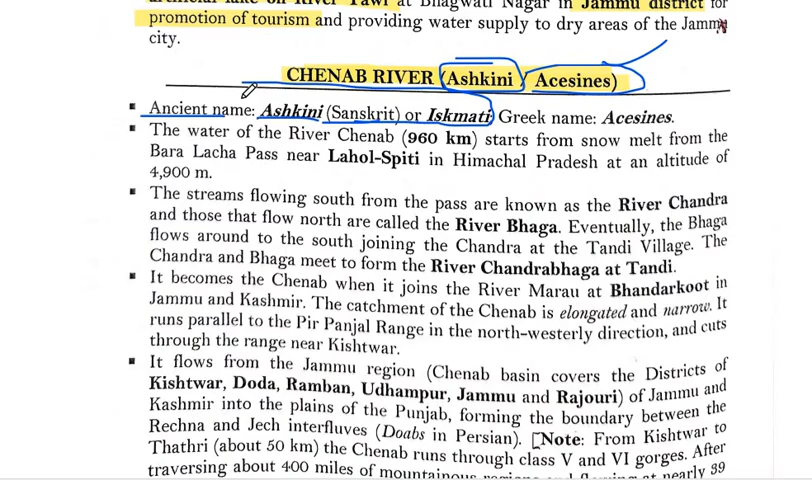 artificial lake on River Tawi at Bhagwati Nagar in Jammu district for
promotion of tourism and providing water supply to dry areas of the Jammu
city.
CHENAB RIVER (Ashkini / Acesines)
▪ Ancient name: Ashkini (Sanskrit) or Iskmati Greek name: Acesines.
▪ The water of the River Chenab (960 km) starts from snow melt from the
Bara Lacha Pass near Lahol-Spiti in Himachal Pradesh at an altitude of
4,900 m.
▪ The streams flowing south from the pass are known as the River Chandra
and those that flow north are called the River Bhaga. Eventually, the Bhaga
flows around to the south joining the Chandra at the Tandi Village. The
Chandra and Bhaga meet to form the River Chandrabhaga at Tandi.
▪ It becomes the Chenab when it joins the River Marau at Bhandarkoot in
Jammu and Kashmir. The catchment of the Chenab is elongated and narrow. It
runs parallel to the Pir Panjal Range in the north-westerly direction, and cuts
through the range near Kishtwar.
▪ It flows from the Jammu region (Chenab basin covers the Districts of
Kishtwar, Doda, Ramban, Udhampur, Jammu and Rajouri) of Jammu and
Kashmir into the plains of the Punjab, forming the boundary between the
Rechna and Jech interfluves (Doabs in Persian). [Note: From Kishtwar to
Thathri (about 50 km) the Chenab runs through class V and VI gorges. After
traversing about 400 miles of mountainous at nearly 39